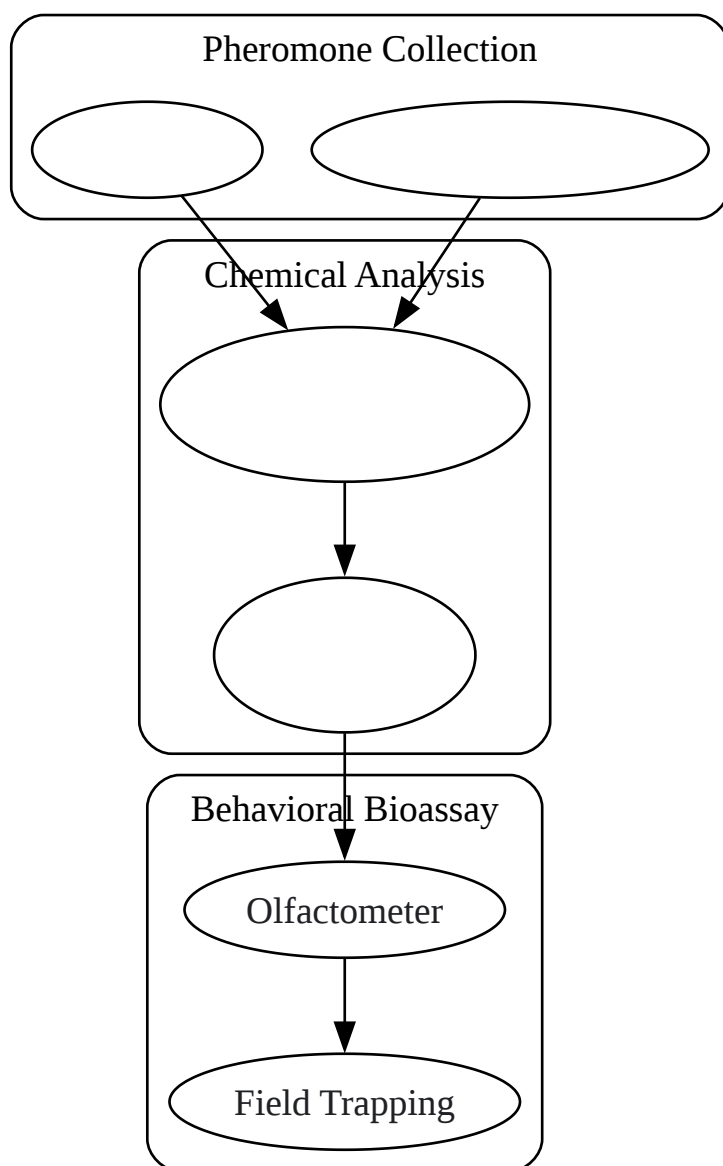 Pheromone Collection
Chemical Analysis
Behavioral Bioassay
Olfactometer
Field Trapping